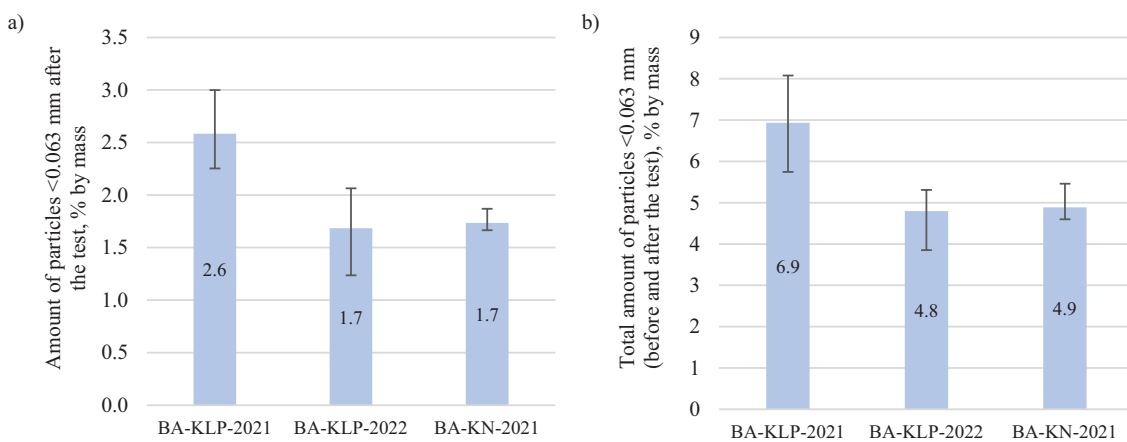 a)
Amount of particles <0.063 mm after
the test, % by mass
3.5
3.0
2.5
2.0
1.5
1.0
0.5
0.0
2.6
1.7
1.7
BA-KLP-2021
BA-KLP-2022
BA-KN-2021
b)
Total amount of particles <0.063 mm
(before and after the test), % by mass
9
8
7
6
5
4
3
2
1
0
6.9
4.8
4.9
BA-KLP-2021
BA-KLP-2022
BA-KN-2021